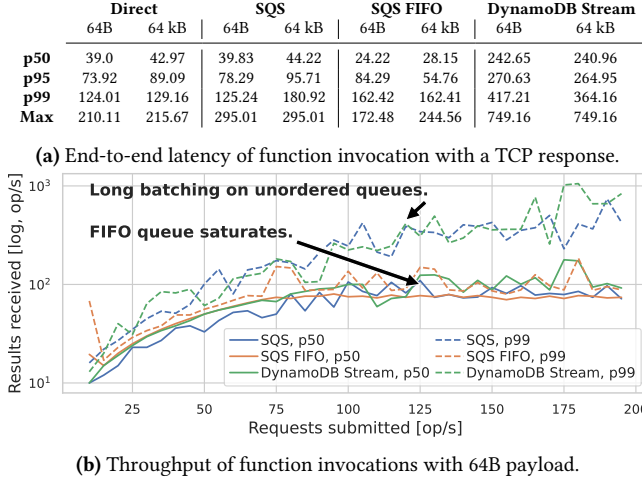 Direct SQS SQS FIFO DynamoDB Stream
64B 64 kB 64B 64 kB 64B 64 kB 64B 64 kB
p50 39.0 42.97 39.83 44.22 24.22 28.15 242.65 240.96
p95 73.92 89.09 78.29 95.71 84.29 54.76 270.63 264.95
p99 124.01 129.16 125.24 180.92 162.42 162.41 417.21 364.16
Max 210.11 215.67 295.01 295.01 172.48 244.56 749.16 749.16
(a) End-to-end latency of function invocation with a TCP response.
Results received [log, op/s]
10³
10²
10¹
Long batching on unordered queues.
FIFO queue saturates.
SQS, p50 SQS, p99
SQS FIFO, p50 SQS FIFO, p99
DynamoDB Stream, p50 DynamoDB Stream, p99
25 50 75 100 125 150 175 200
Requests submitted [op/s]
(b) Throughput of function invocations with 64B payload.